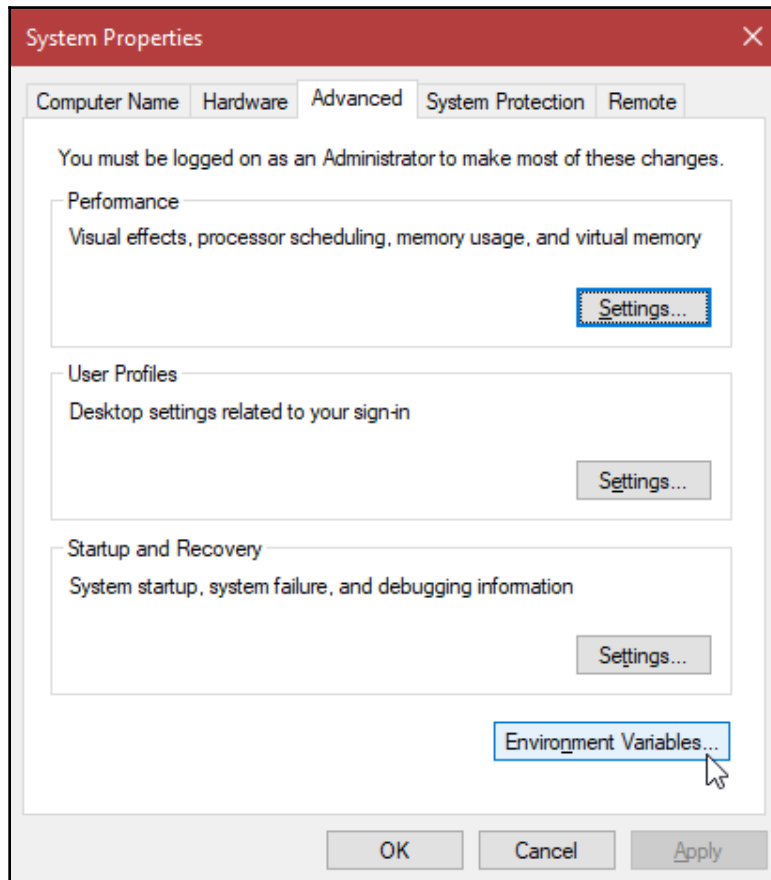 System Properties
Computer Name Hardware Advanced System Protection Remote
You must be logged on as an Administrator to make most of these changes.
Performance
Visual effects, processor scheduling, memory usage, and virtual memory
Settings...
User Profiles
Desktop settings related to your sign-in
Settings...
Startup and Recovery
System startup, system failure, and debugging information
Settings...
Environment Variables...
OK Cancel Apply